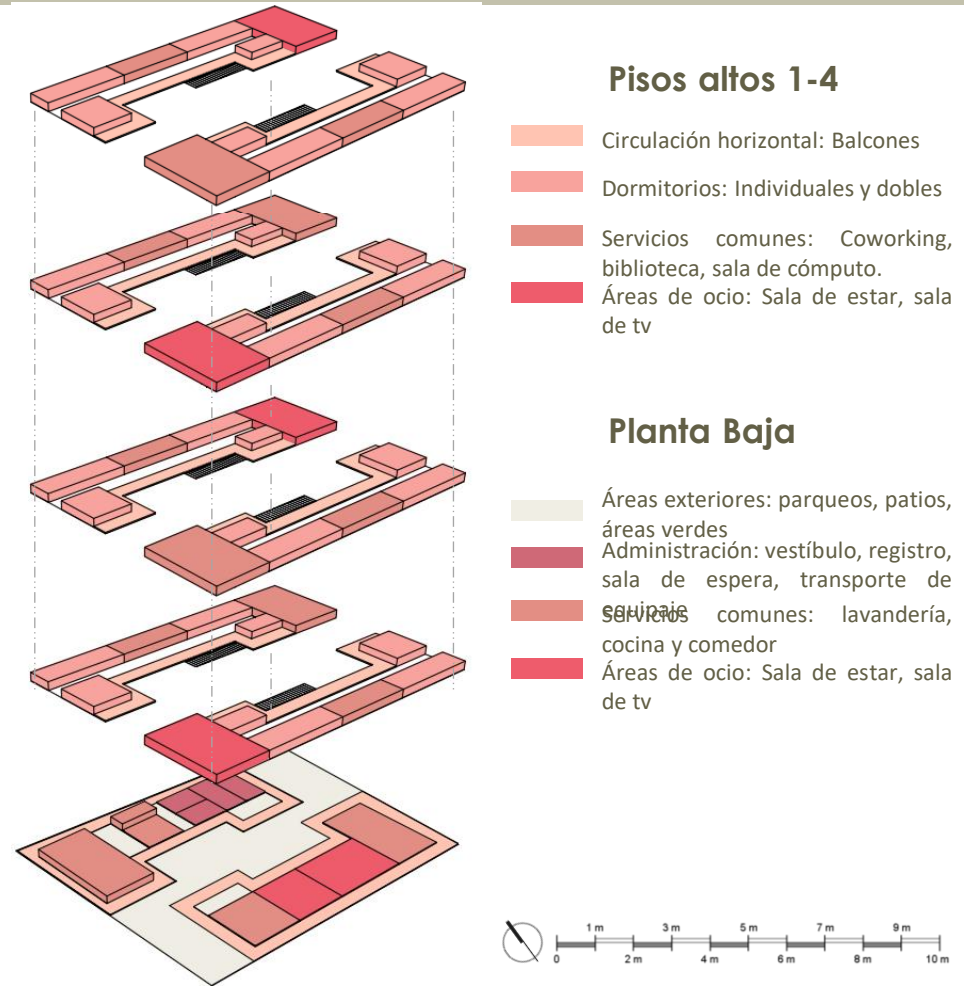 Pisos altos 1-4
Circulación horizontal: Balcones
Dormitorios: Individuales y dobles
Servicios comunes: Coworking,
biblioteca, sala de cómputo.
Áreas de ocio: Sala de estar, sala
de tv
Planta Baja
Áreas exteriores: parqueos, patios,
áreas verdes
Administración: vestíbulo, registro,
sala de espera, transporte de
equipaje
Servicios comunes: lavandería,
cocina y comedor
Áreas de ocio: Sala de estar, sala
de tv
1 m 3 m 5 m 7 m 9 m
0 2 m 4 m 6 m 8 m 10 m